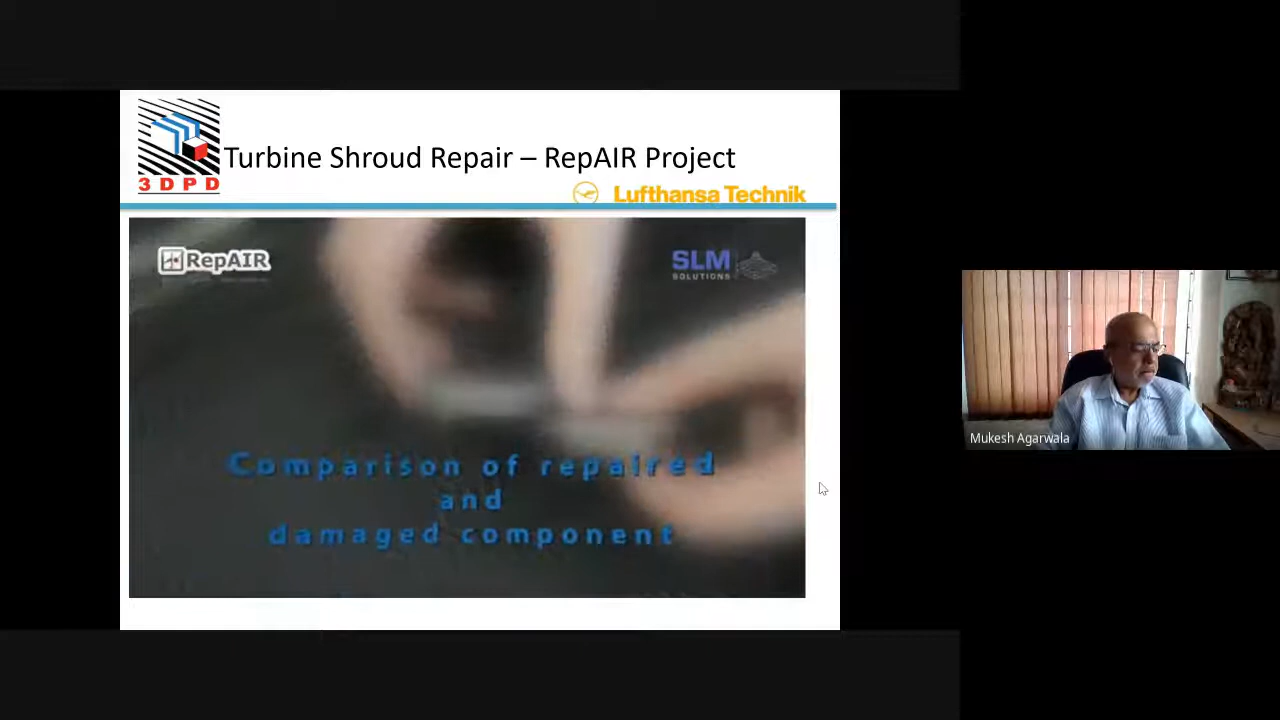 3DPD
Turbine Shroud Repair – RepAIR Project
Lufthansa Technik
RepAIR
SLM
SOLUTIONS
Comparison of repaired
and
damaged component
Mukesh Agarwala